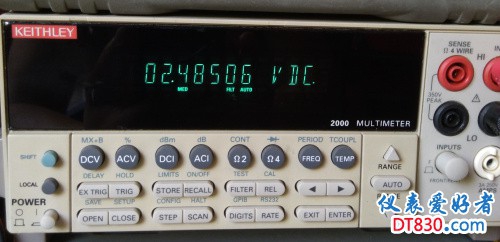 KEITHLEY
02.48506 VDC.
MED FILT AUTO
2000 MULTIMETER
SENSE
Ω 4 WIRE
HI
350V
PEAK
LO
INPUTS
MX+B % dBm dB CONT PERIOD TCOUPL
SHIFT
DCV ACV DCI ACI Ω2 Ω4 FREQ TEMP
RANGE
DELAY HOLD LIMITS ON/OFF TEST CAL
LOCAL
EX TRIG TRIG STORE RECALL FILTER REL
AUTO
POWER
SAVE SETUP CONFIG HALT GPIB RS232
OPEN CLOSE STEP SCAN DIGITS RATE EXIT ENTER
仪表爱好者
DT830.com